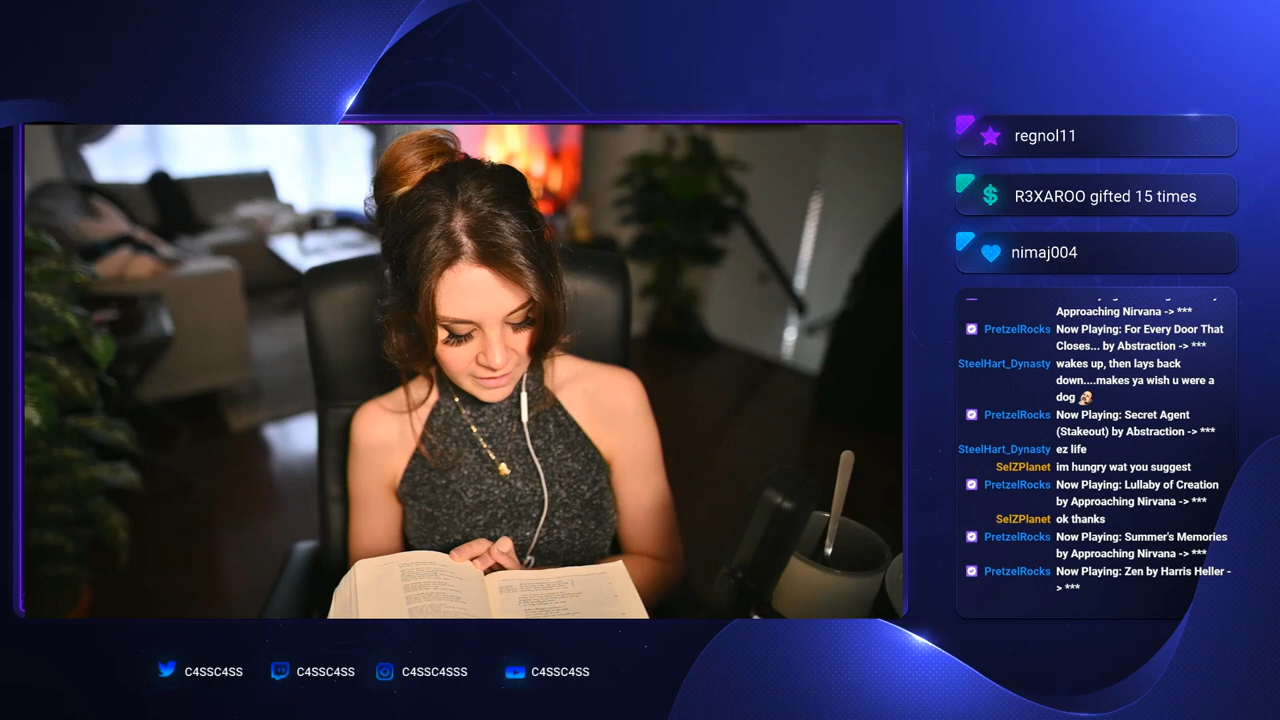 regnol11
R3XAROO gifted 15 times
nimaj004
Approaching Nirvana -> ***
PretzelRocks Now Playing: For Every Door That
Closes... by Abstraction -> ***
SteelHart_Dynasty wakes up, then lays back
down....makes ya wish u were a
dog
PretzelRocks Now Playing: Secret Agent
(Stakeout) by Abstraction -> ***
SteelHart_Dynasty ez life
SelZPlanet im hungry wat you suggest
PretzelRocks Now Playing: Lullaby of Creation
by Approaching Nirvana -> ***
SelZPlanet ok thanks
PretzelRocks Now Playing: Summer's Memories
by Approaching Nirvana -> ***
PretzelRocks Now Playing: Zen by Harris Heller -
> ***
C4SSC4SS C4SSC4SS C4SSC4SSS C4SSC4SS